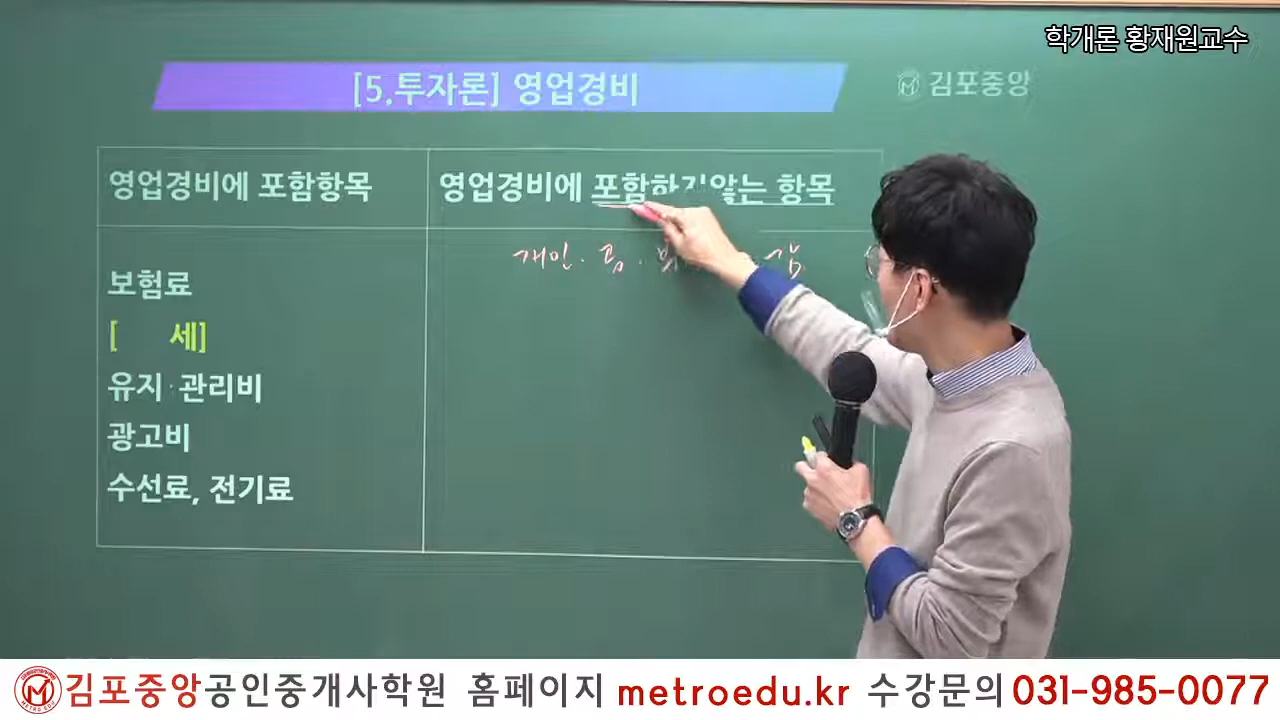 학개론 황재원교수
[5.투자론] 영업경비
김포중앙
영업경비에 포함항목
영업경비에 포함하지않는 항목
개인·공·부
감
보험료
[ 세]
유지·관리비
광고비
수선료, 전기료
김포중앙공인중개사학원 홈페이지 metroedu.kr 수강문의 031-985-0077